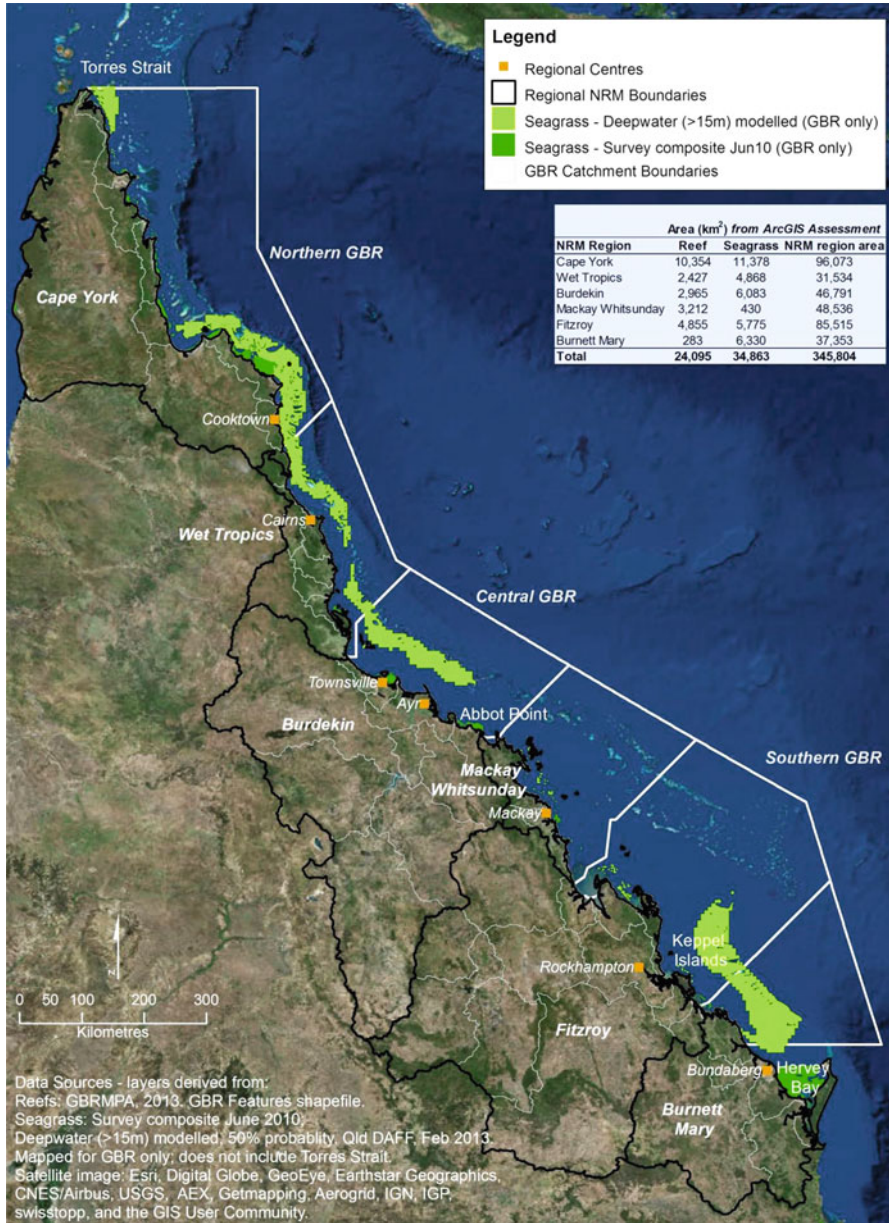 Legend
Regional Centres
Regional NRM Boundaries
Seagrass - Deepwater (>15m) modelled (GBR only)
Seagrass - Survey composite Jun10 (GBR only)
GBR Catchment Boundaries
Area (km²) from ArcGIS Assessment
NRM Region Reef Seagrass NRM region area
Cape York 10,354 11,378 96,073
Wet Tropics 2,427 4,868 31,534
Burdekin 2,965 6,083 46,791
Mackay Whitsunday 3,212 430 48,536
Fitzroy 4,855 5,775 85,515
Burnett Mary 283 6,330 37,353
Total 24,095 34,863 345,804
Torres Strait
Northern GBR
Cape York
Cooktown
Cairns
Wet Tropics
Central GBR
Townsville
Ayr
Abbot Point
Burdekin
Southern GBR
Mackay
Whitsunday
Mackay
Keppel
Islands
Rockhampton
Fitzroy
Bundaberg
Hervey
Bay
Burnett
Mary
N
0 50 100 200 300
Kilometres
Data Sources - layers derived from:
Reefs: GBRMPA, 2013. GBR Features shapefile.
Seagrass: Survey composite June 2010;
Deepwater (>15m) modelled; 50% probablity, Qld DAFF, Feb 2013.
Mapped for GBR only; does not include Torres Strait.
Satellite image: Esri, Digital Globe, GeoEye, Earthstar Geographics,
CNES/Airbus, USGS, AEX, Getmapping, Aerogrid, IGN, IGP,
swisstopp, and the GIS User Community.